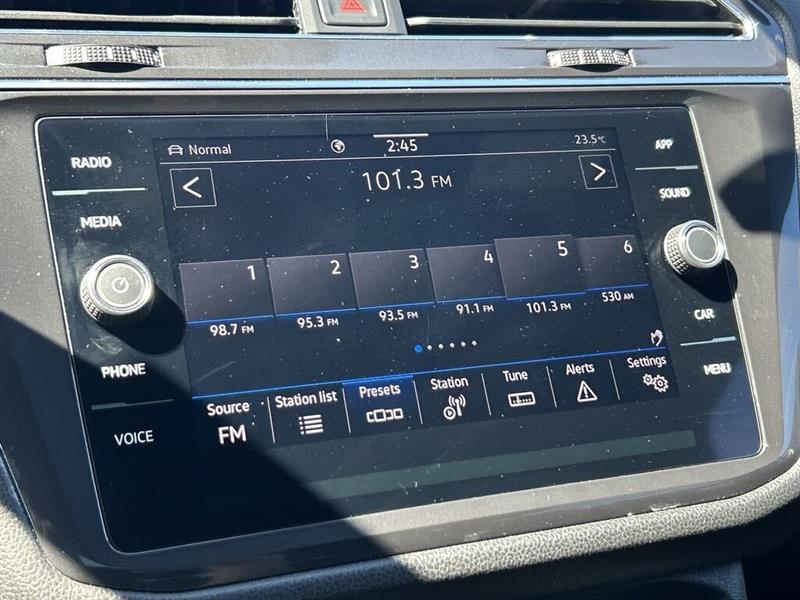 RADIO
MEDIA
PHONE
VOICE
Normal 2:45 23.5°C
< 101.3 FM >
1 2 3 4 5 6
98.7 FM 95.3 FM 93.5 FM 91.1 FM 101.3 FM 530 AM
Source Station list Presets Station Tune Alerts Settings
FM
APP
SOUND
CAR
MENU